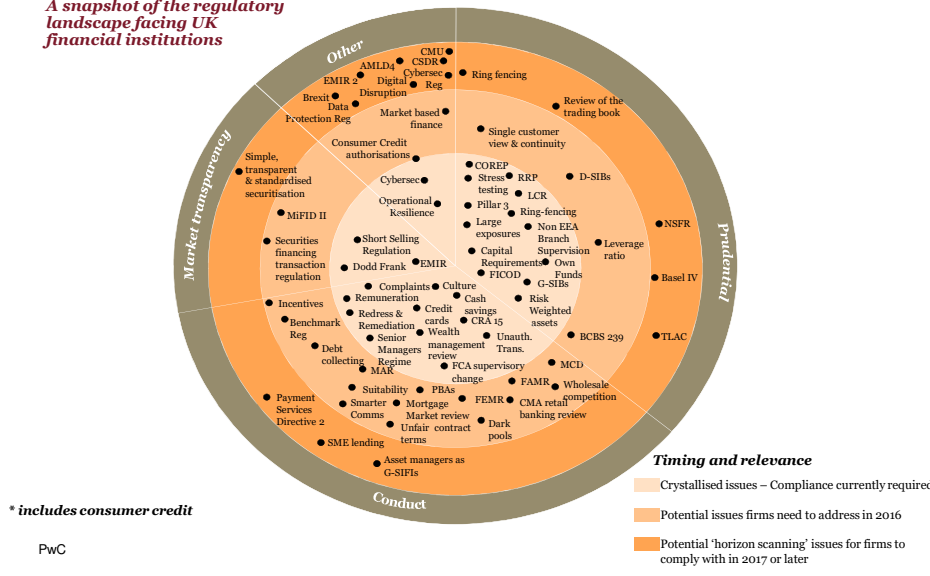 A snapshot of the regulatory
landscape facing UK
financial institutions
Other
Market transparency
Prudential
Conduct
CMU
CSDR
AMLD4
Cybersec
Reg
EMIR 2
Digital
Disruption
Brexit
Data
Protection Reg
Ring fencing
Review of the
trading book
Market based
finance
Single customer
view & continuity
Consumer Credit
authorisations
Simple,
transparent
& standardised
securitisation
COREP
Stress
testing
RRP
D-SIBs
Cybersec
LCR
Operational
Resilience
Pillar 3
Ring-fencing
MiFID II
Large
exposures
Non EEA
Branch
Supervision
NSFR
Securities
financing
transaction
regulation
Short Selling
Regulation
Leverage
ratio
Capital
Requirements
Own
Funds
Dodd Frank
EMIR
FICOD
Basel IV
G-SIBs
Complaints
Culture
Incentives
Remuneration
Cash
savings
Risk
Weighted
assets
Redress &
Remediation
Credit
cards
CRA 15
Benchmark
Reg
Senior
Managers
Regime
Wealth
management
review
Unauth.
Trans.
BCBS 239
TLAC
Debt
collecting
MAR
FCA supervisory
change
MCD
Suitability
PBAs
FAMR
Wholesale
competition
Payment
Services
Directive 2
Smarter
Comms
Mortgage
Market review
FEMR
CMA retail
banking review
Unfair contract
terms
Dark
pools
SME lending
Asset managers as
G-SIFIs
Timing and relevance
Crystallised issues – Compliance currently required
Potential issues firms need to address in 2016
Potential ‘horizon scanning’ issues for firms to
comply with in 2017 or later
* includes consumer credit
PwC